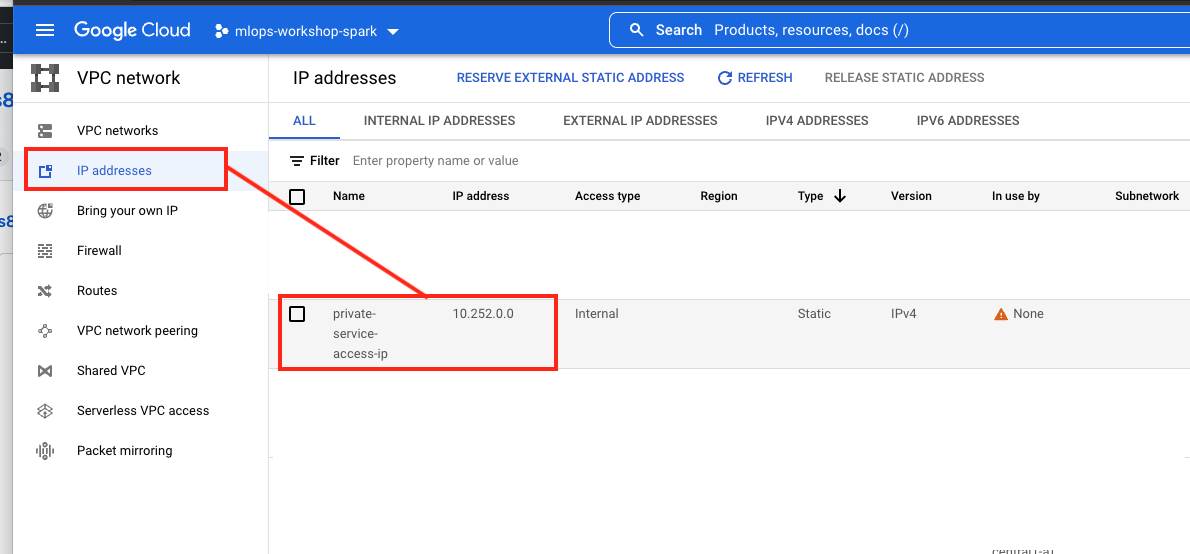 Google Cloud mlops-workshop-spark Search Products, resources, docs (/)
VPC network
IP addresses RESERVE EXTERNAL STATIC ADDRESS REFRESH RELEASE STATIC ADDRESS
VPC networks
IP addresses
Bring your own IP
Firewall
Routes
VPC network peering
Shared VPC
Serverless VPC access
Packet mirroring
ALL INTERNAL IP ADDRESSES EXTERNAL IP ADDRESSES IPV4 ADDRESSES IPV6 ADDRESSES
Filter Enter property name or value
Name IP address Access type Region Type Version In use by Subnetwork
private- 10.252.0.0 Internal Static IPv4 None
service-
access-ip